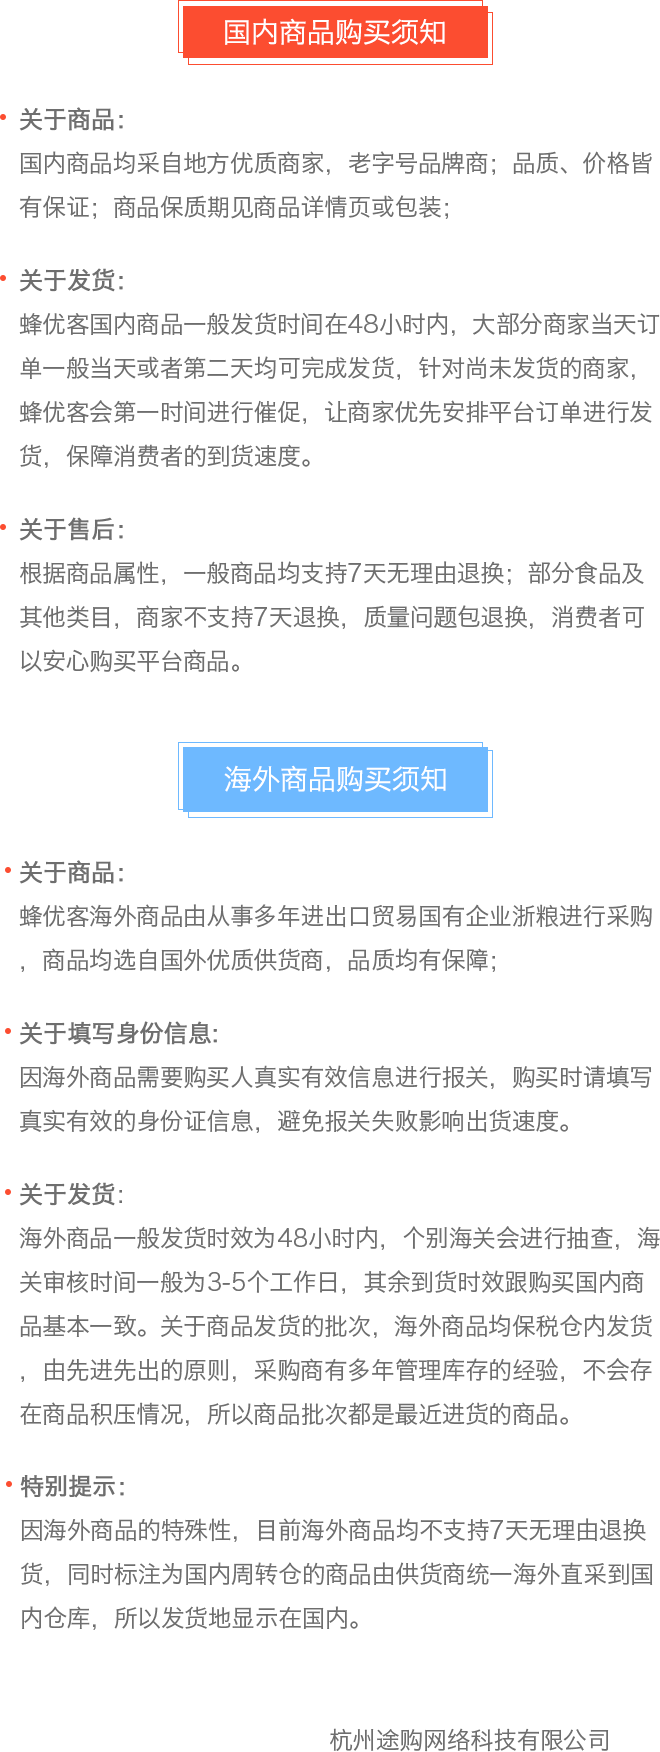 国内商品购买须知
关于商品：
国内商品均采自地方优质商家，老字号品牌商；品质、价格皆
有保证；商品保质期见商品详情页或包装；
关于发货：
蜂优客国内商品一般发货时间在48小时内，大部分商家当天订
单一般当天或者第二天均可完成发货，针对尚未发货的商家，
蜂优客会第一时间进行催促，让商家优先安排平台订单进行发
货，保障消费者的到货速度。
关于售后：
根据商品属性，一般商品均支持7天无理由退换；部分食品及
其他类目，商家不支持7天退换，质量问题包退换，消费者可
以安心购买平台商品。
海外商品购买须知
关于商品：
蜂优客海外商品由从事多年进出口贸易国有企业浙粮进行采购
，商品均选自国外优质供货商，品质均有保障；
关于填写身份信息：
因海外商品需要购买人真实有效信息进行报关，购买时请填写
真实有效的身份证信息，避免报关失败影响出货速度。
关于发货：
海外商品一般发货时效为48小时内，个别海关会进行抽查，海
关审核时间一般为3-5个工作日，其余到货时效跟购买国内商
品基本一致。关于商品发货的批次，海外商品均保税仓内发货
，由先进先出的原则，采购商有多年管理库存的经验，不会存
在商品积压情况，所以商品批次都是最近进货的商品。
特别提示：
因海外商品的特殊性，目前海外商品均不支持7天无理由退换
货，同时标注为国内周转仓的商品由供货商统一海外直采到国
内仓库，所以发货地显示在国内。
杭州途购网络科技有限公司